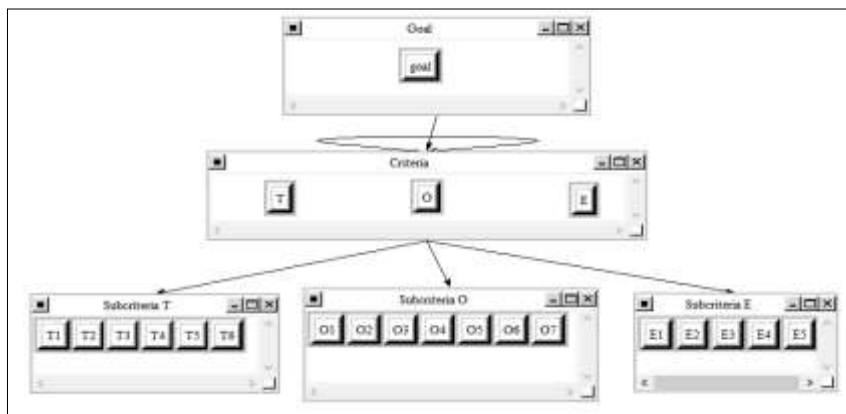 Goal
goal
Criteria
T O E
Subcriteria T
T1 T2 T3 T4 T5 T6
Subcriteria O
O1 O2 O3 O4 O5 O6 O7
Subcriteria E
E1 E2 E3 E4 E5